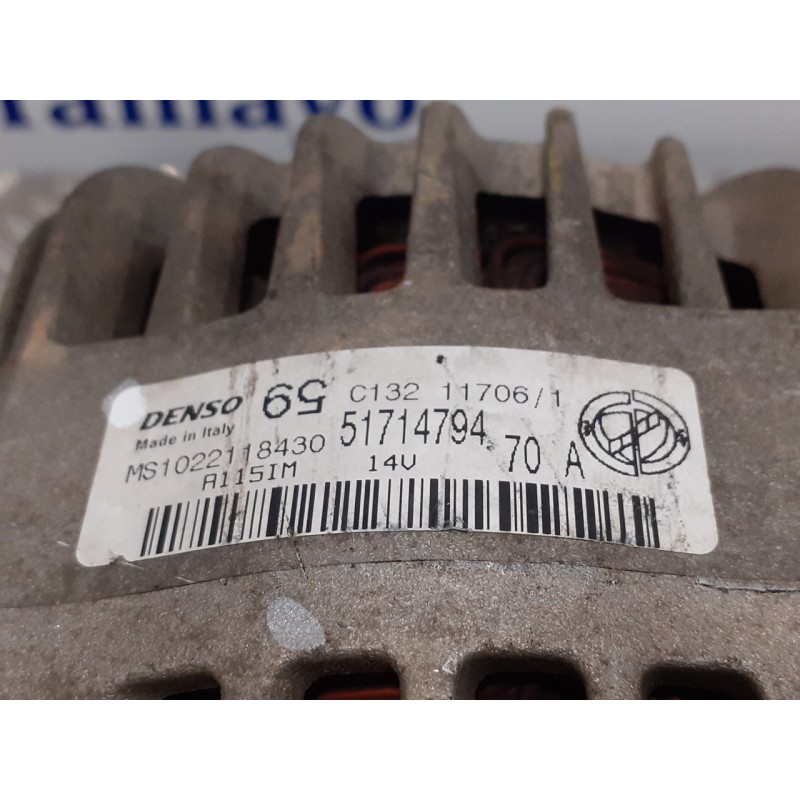 DENSO 59 C132 11706/1
Made in Italy
MS1022118430 51714794 70 A
A115IM 14V